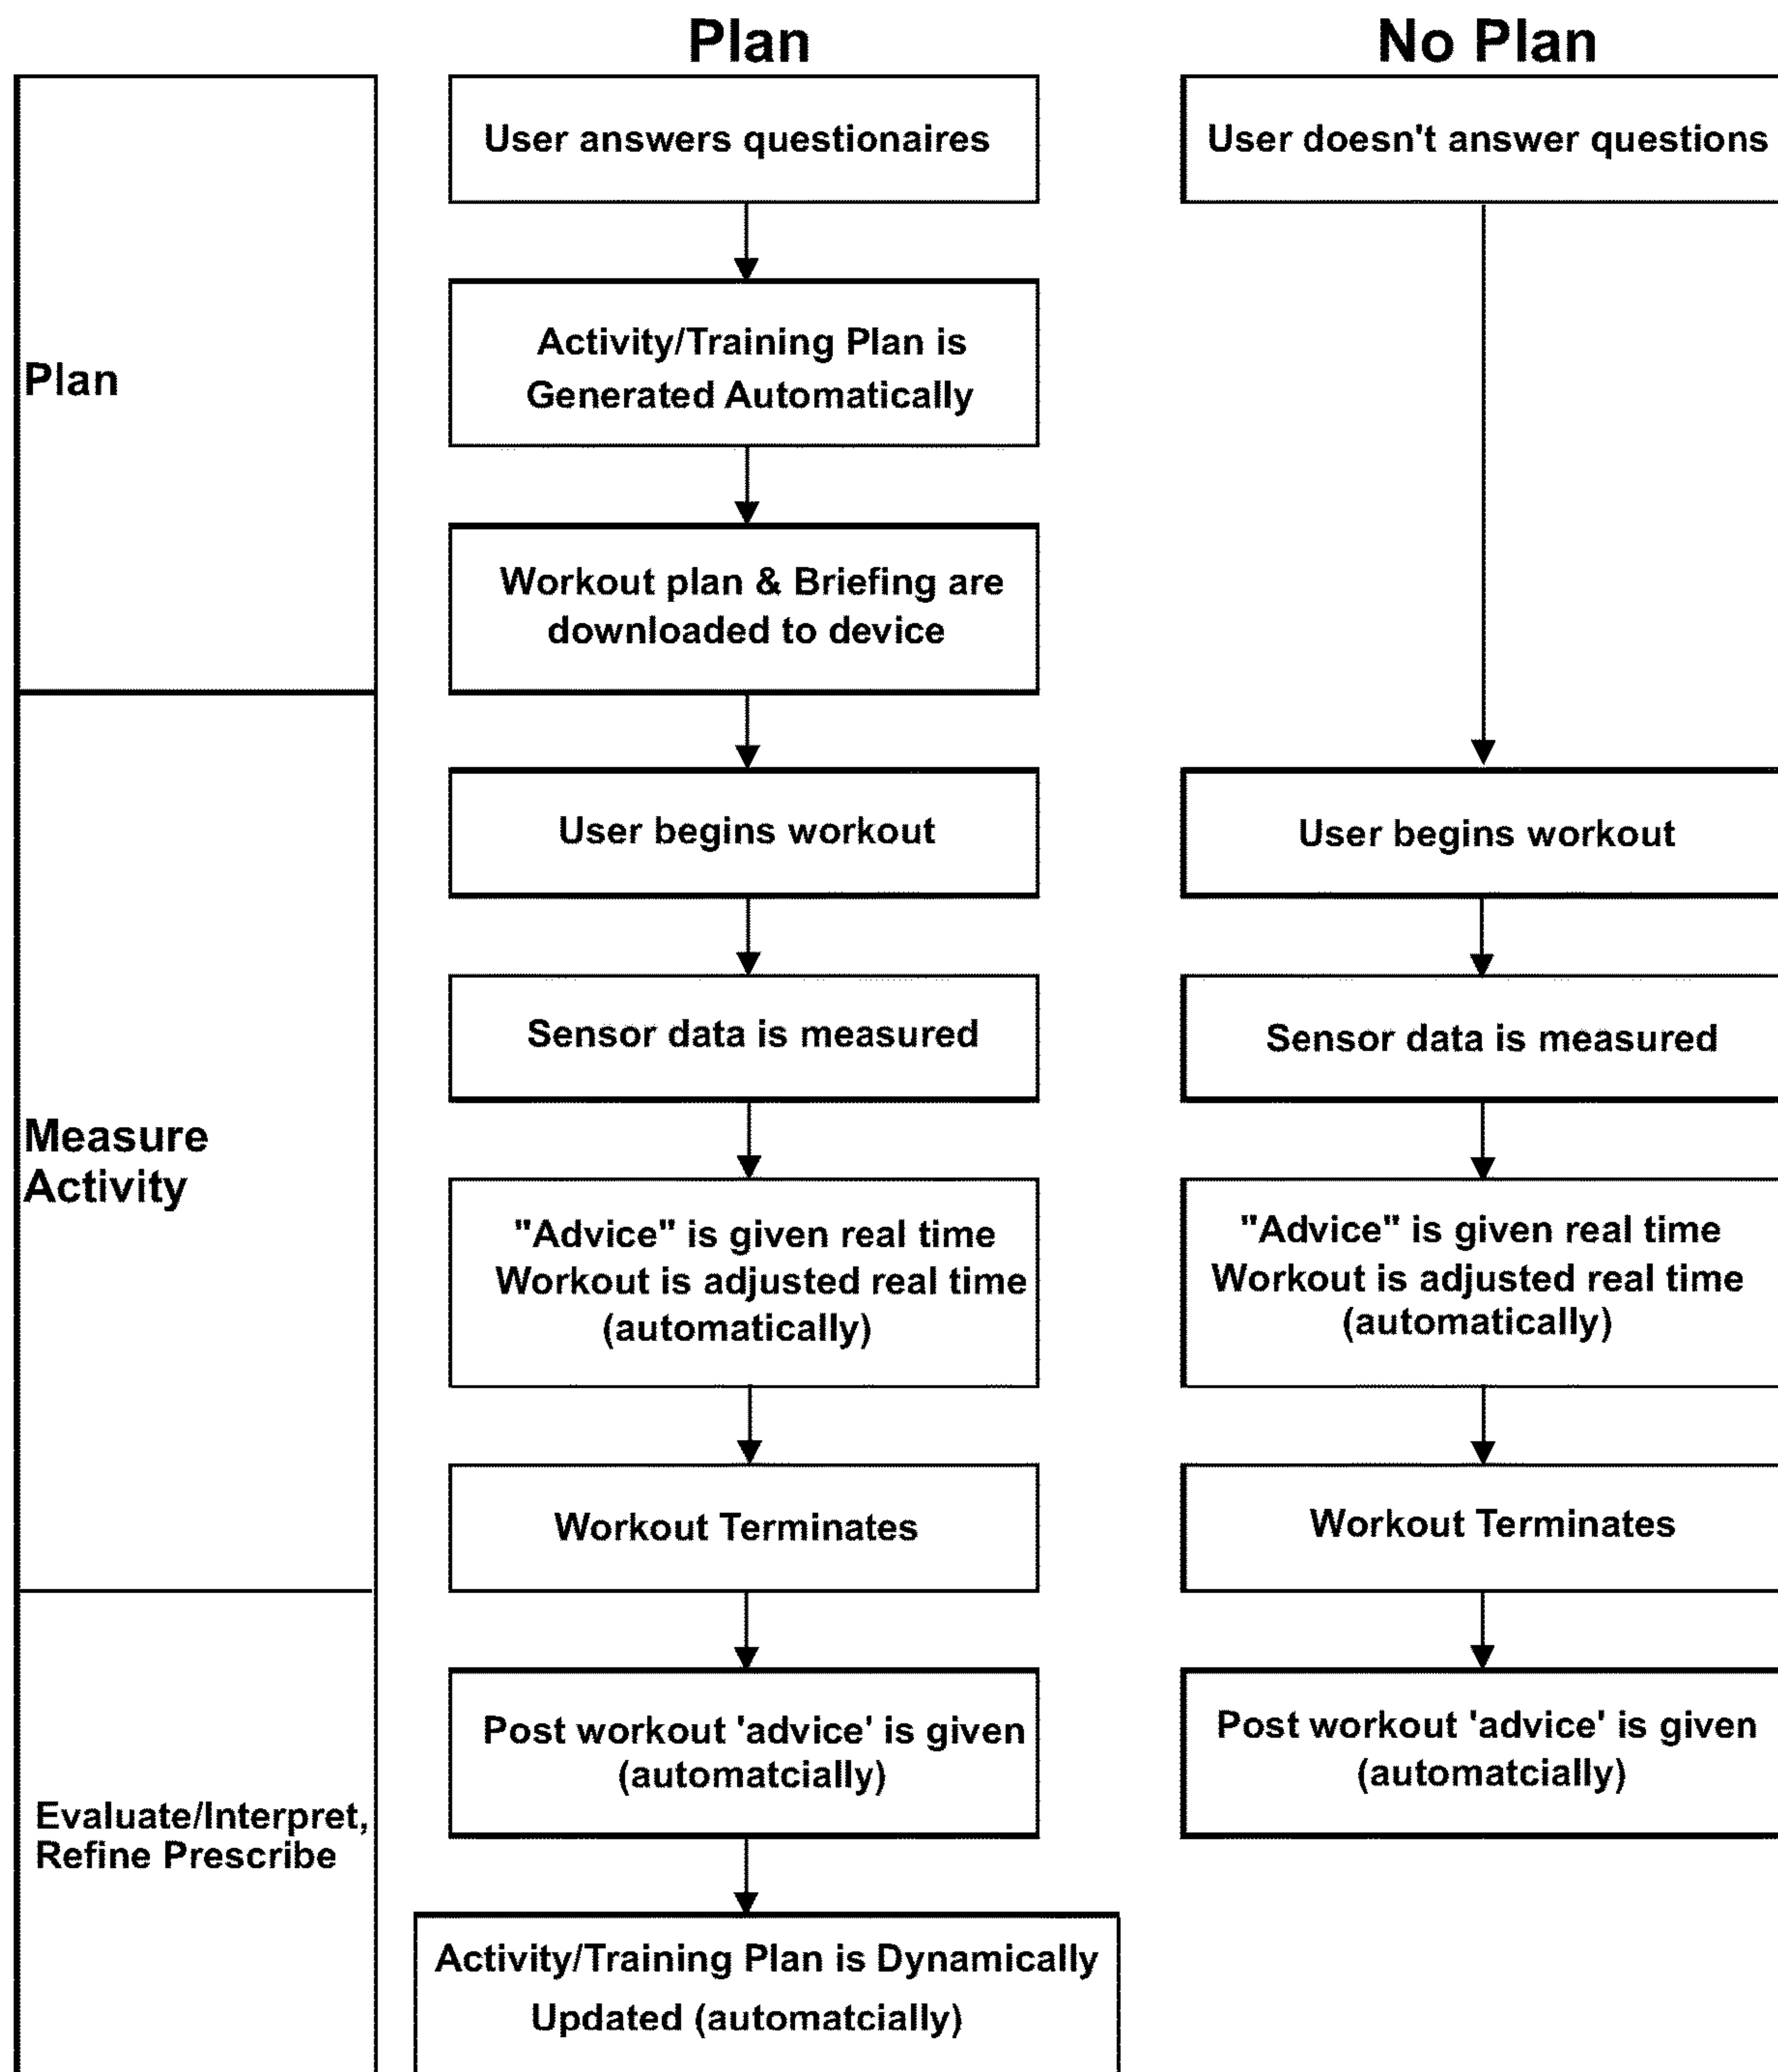 Plan
No Plan
Plan
Measure
Activity
Evaluate/Interpret,
Refine Prescribe
User answers questionaires
Activity/Training Plan is
Generated Automatically
Workout plan & Briefing are
downloaded to device
User begins workout
Sensor data is measured
"Advice" is given real time
Workout is adjusted real time
(automatically)
Workout Terminates
Post workout 'advice' is given
(automatcially)
Activity/Training Plan is Dynamically
Updated (automatcially)
User doesn't answer questions
User begins workout
Sensor data is measured
"Advice" is given real time
Workout is adjusted real time
(automatically)
Workout Terminates
Post workout 'advice' is given
(automatcially)